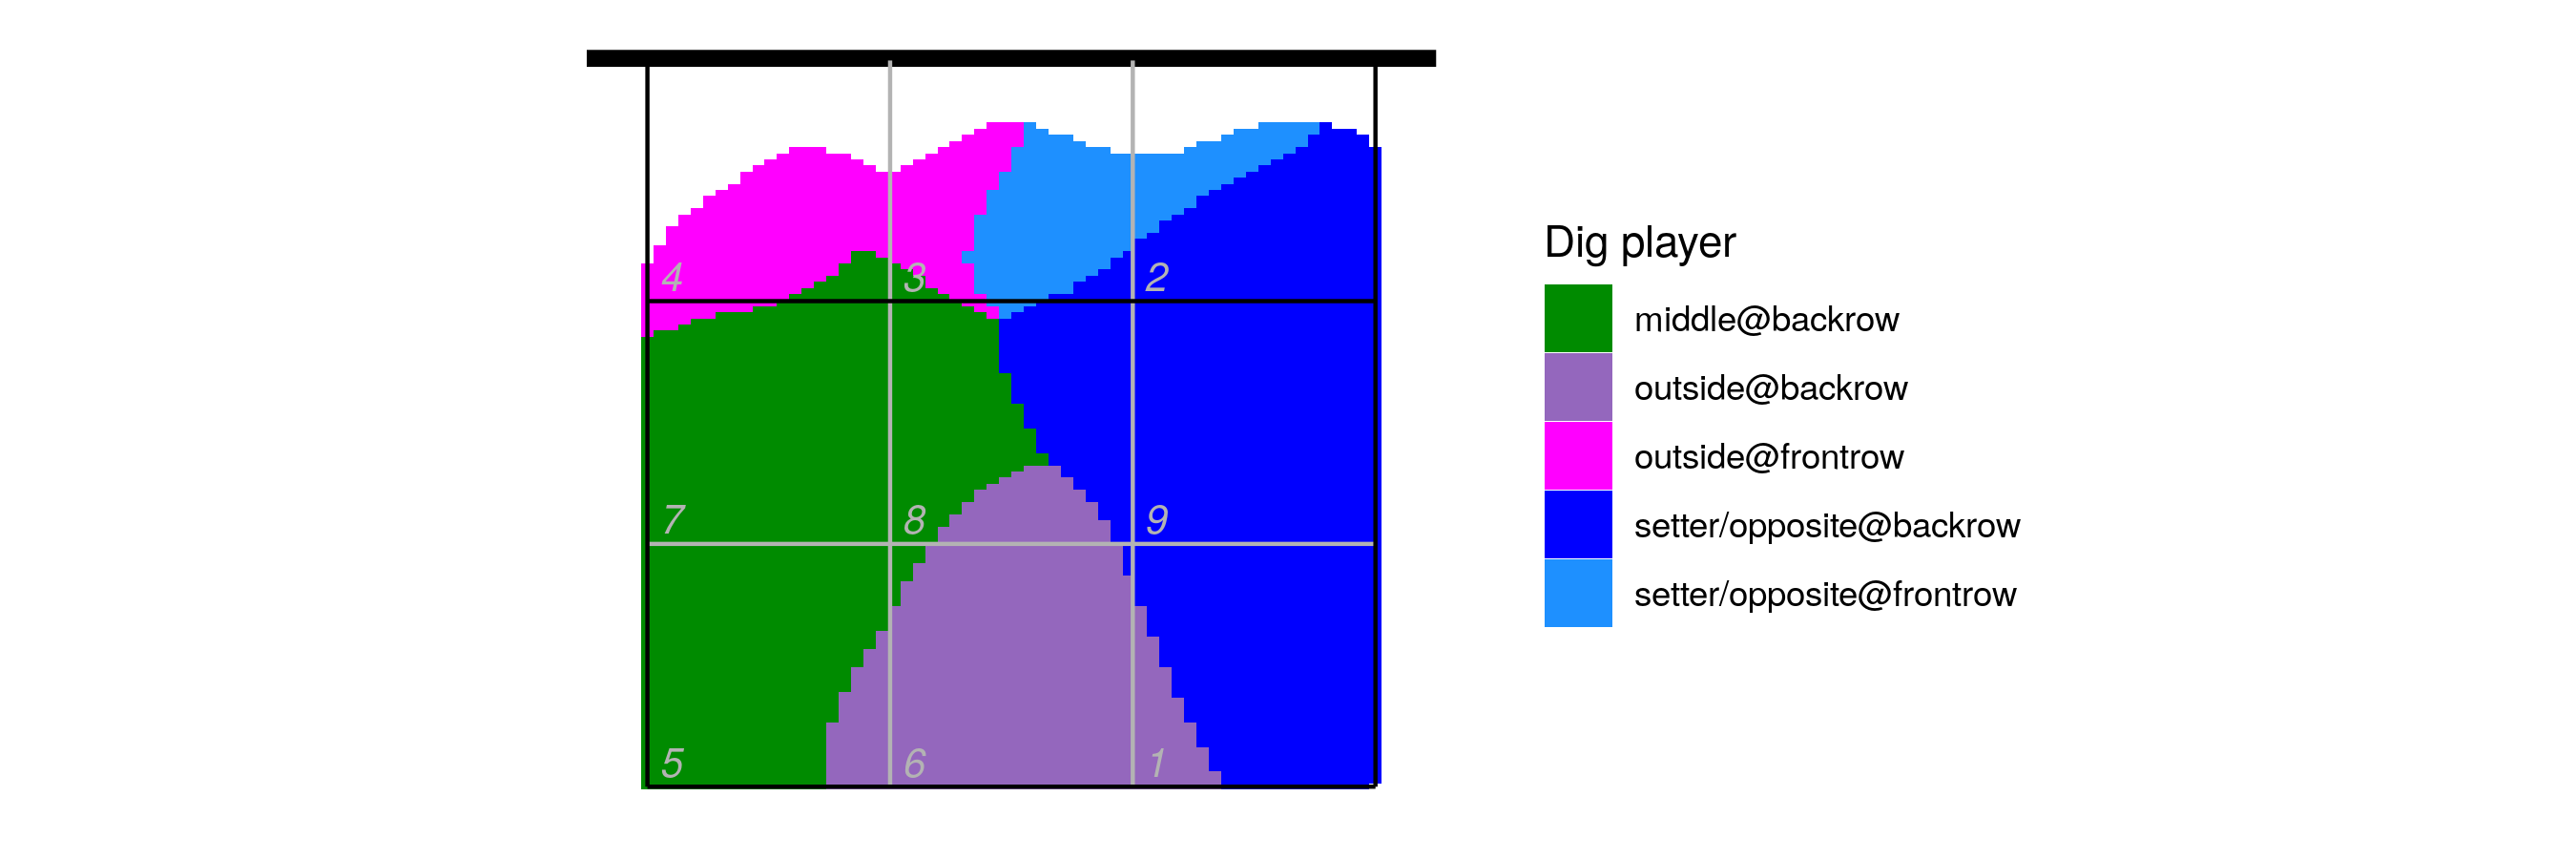 4 3 2
7 8 9
5 6 1
Dig player
middle@backrow
outside@backrow
outside@frontrow
setter/opposite@backrow
setter/opposite@frontrow